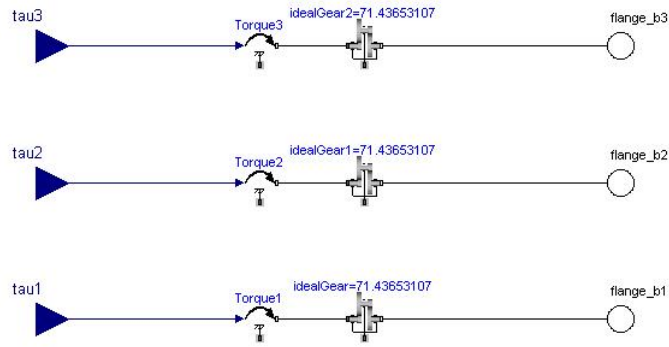 tau3
Torque3
idealGear2=71.43653107
flange_b3
tau2
Torque2
idealGear1=71.43653107
flange_b2
tau1
Torque1
idealGear=71.43653107
flange_b1